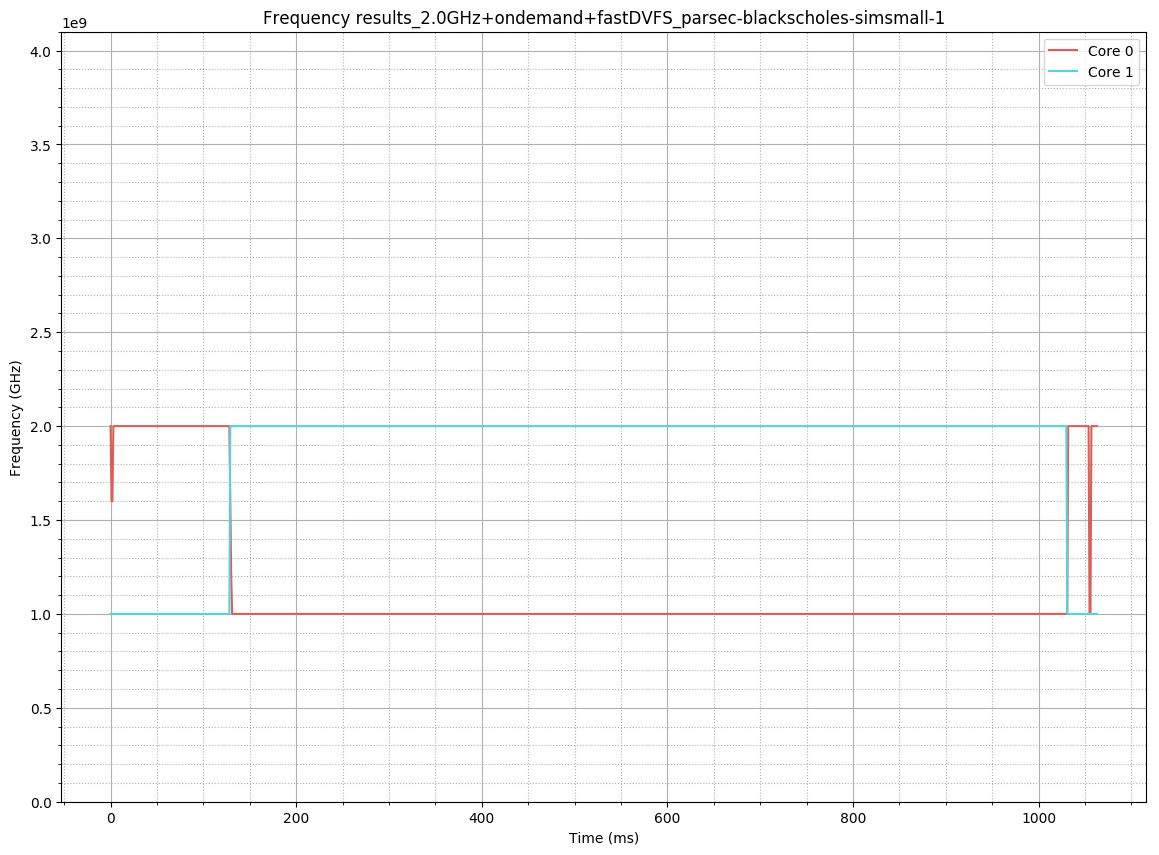 Frequency results_2.0GHz+ondemand+fastDVFS_parsec-blackscholes-simsmall-1
1e9
Core 0
Core 1
4.0
3.5
3.0
2.5
2.0
1.5
1.0
0.5
0.0
Frequency (GHz)
0 200 400 600 800 1000
Time (ms)